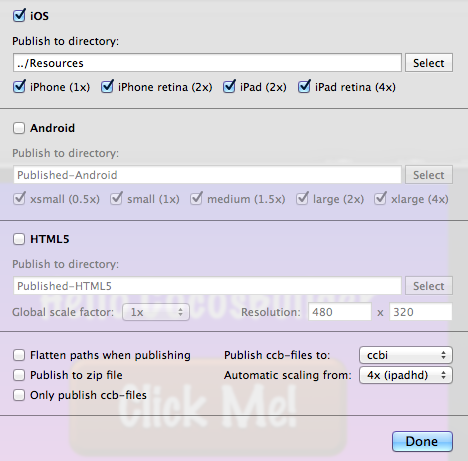 iOS
Publish to directory:
../Resources Select
iPhone (1x) iPhone retina (2x) iPad (2x) iPad retina (4x)
Android
Publish to directory:
Published-Android Select
xsmall (0.5x) small (1x) medium (1.5x) large (2x) xlarge (4x)
HTML5
Publish to directory:
Published-HTML5 Select
Hello CocosBuilder
Global scale factor: 1x Resolution: 480 x 320
Flatten paths when publishing Publish ccb-files to: ccbi
Publish to zip file Automatic scaling from: 4x (ipadhd)
Only publish ccb-files
Click Me!
Done